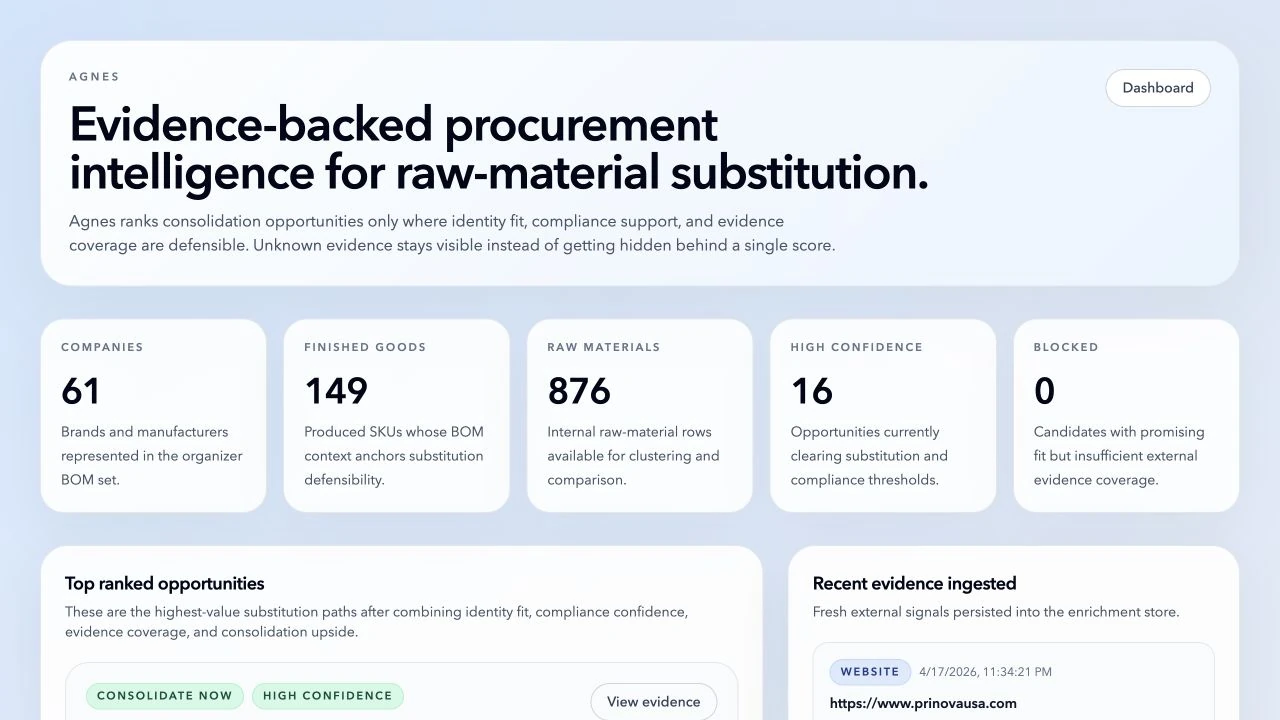 AGNES
Dashboard
Evidence-backed procurement
intelligence for raw-material substitution.
Agnes ranks consolidation opportunities only where identity fit, compliance support, and evidence
coverage are defensible. Unknown evidence stays visible instead of getting hidden behind a single score.
COMPANIES
61
Brands and manufacturers
represented in the organizer
BOM set.
FINISHED GOODS
149
Produced SKUs whose BOM
context anchors substitution
defensibility.
RAW MATERIALS
876
Internal raw-material rows
available for clustering and
comparison.
HIGH CONFIDENCE
16
Opportunities currently
clearing substitution and
compliance thresholds.
BLOCKED
0
Candidates with promising
fit but insufficient external
evidence coverage.
Top ranked opportunities
These are the highest-value substitution paths after combining identity fit, compliance confidence,
evidence coverage, and consolidation upside.
CONSOLIDATE NOW
HIGH CONFIDENCE
View evidence
Recent evidence ingested
Fresh external signals persisted into the enrichment store.
WEBSITE
4/17/2026, 11:34:21 PM
https://www.prinovausa.com